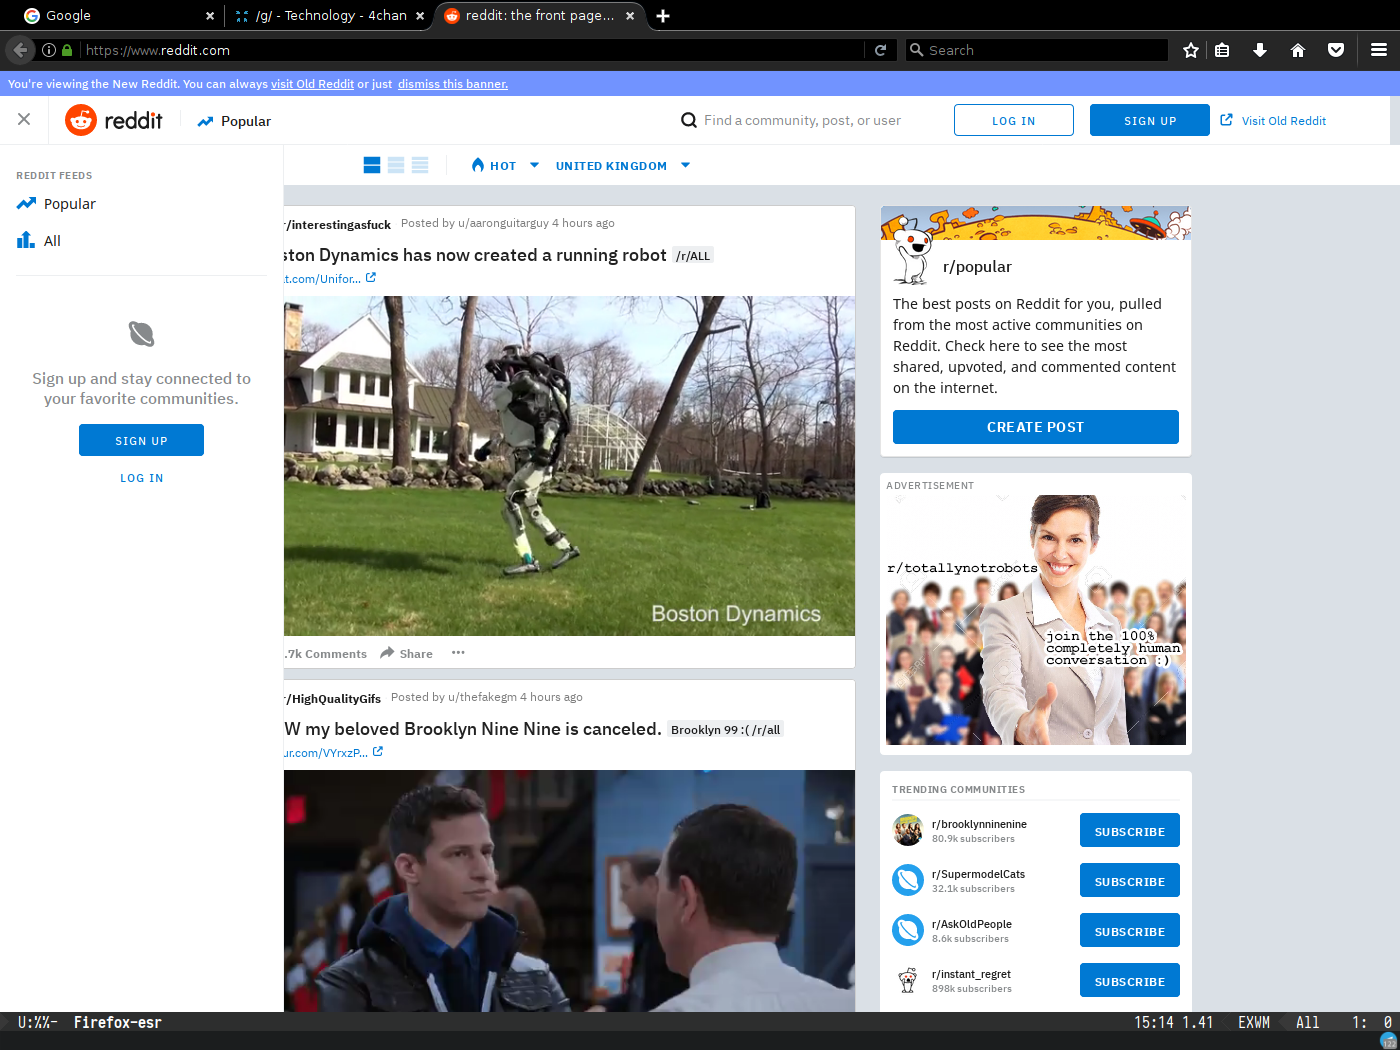 Google
/g/ - Technology - 4chan
reddit: the front page...
https://www.reddit.com
Search
You're viewing the New Reddit. You can always visit Old Reddit or just dismiss this banner.
reddit
Popular
Find a community, post, or user
LOG IN
SIGN UP
Visit Old Reddit
REDDIT FEEDS
Popular
All
Sign up and stay connected to
your favorite communities.
SIGN UP
LOG IN
HOT
UNITED KINGDOM
r/interestingasfuck Posted by u/aaronguitarguy 4 hours ago
ston Dynamics has now created a running robot /r/ALL
t.com/Unifor...
Boston Dynamics
.7k Comments Share
r/HighQualityGifs Posted by u/thefakegm 4 hours ago
W my beloved Brooklyn Nine Nine is canceled. Brooklyn 99 :( /r/all
ur.com/VYrxzP...
r/popular
The best posts on Reddit for you, pulled
from the most active communities on
Reddit. Check here to see the most
shared, upvoted, and commented content
on the internet.
CREATE POST
ADVERTISEMENT
r/totallynotrobots
join the 100%
completely human
conversation :)
TRENDING COMMUNITIES
r/brooklynninenine
80.9k subscribers
SUBSCRIBE
r/SupermodelCats
32.1k subscribers
SUBSCRIBE
r/AskOldPeople
8.6k subscribers
SUBSCRIBE
r/instant_regret
898k subscribers
SUBSCRIBE
U:%%- Firefox-esr
15:14 1.41 EXWM All 1: 0